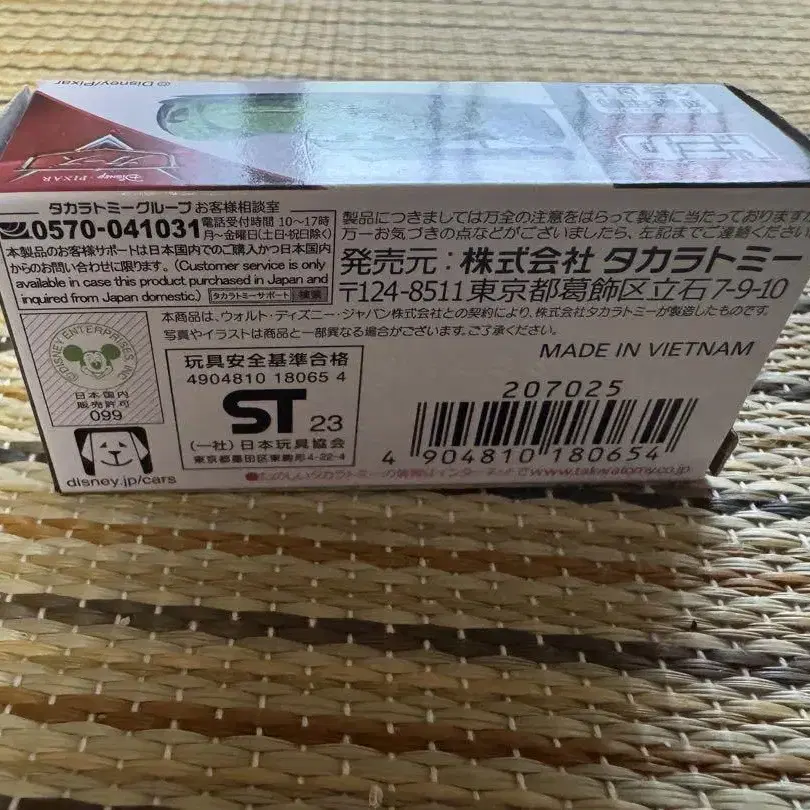 © Disney/Pixar
Disney · PIXAR
タカラトミーグループ お客様相談室
0570-041031 電話受付時間 10〜17時
月〜金曜日(土日・祝日除く)
本製品のお客様サポートは日本国内でのご購入かつ日本国内
からのお問い合わせに限ります。(Customer service is only
available in case this product purchased in Japan and
inquired from Japan domestic.) タカラトミーサポート 検索
製品につきましては万全の注意をはらって製造に当たっております
万一お気づきの点などがございましたら、左記までご連絡ください
発売元:株式会社 タカラトミー
〒124-8511 東京都葛飾区立石7-9-10
本商品は、ウォルト・ディズニー・ジャパン株式会社との契約により、株式会社タカラトミーが製造したものです。
写真やイラストは商品と一部異なる場合がございます。ご了承ください。
MADE IN VIETNAM
© DISNEY ENTERPRISES INC
日本国内
販売許可
099
disney.jp/cars
玩具安全基準合格
4904810 18065 4
ST 23
(一社)日本玩具協会
東京都墨田区東駒形4-22-4
207025
4 904810 180654
www.takaratomy.co.jp